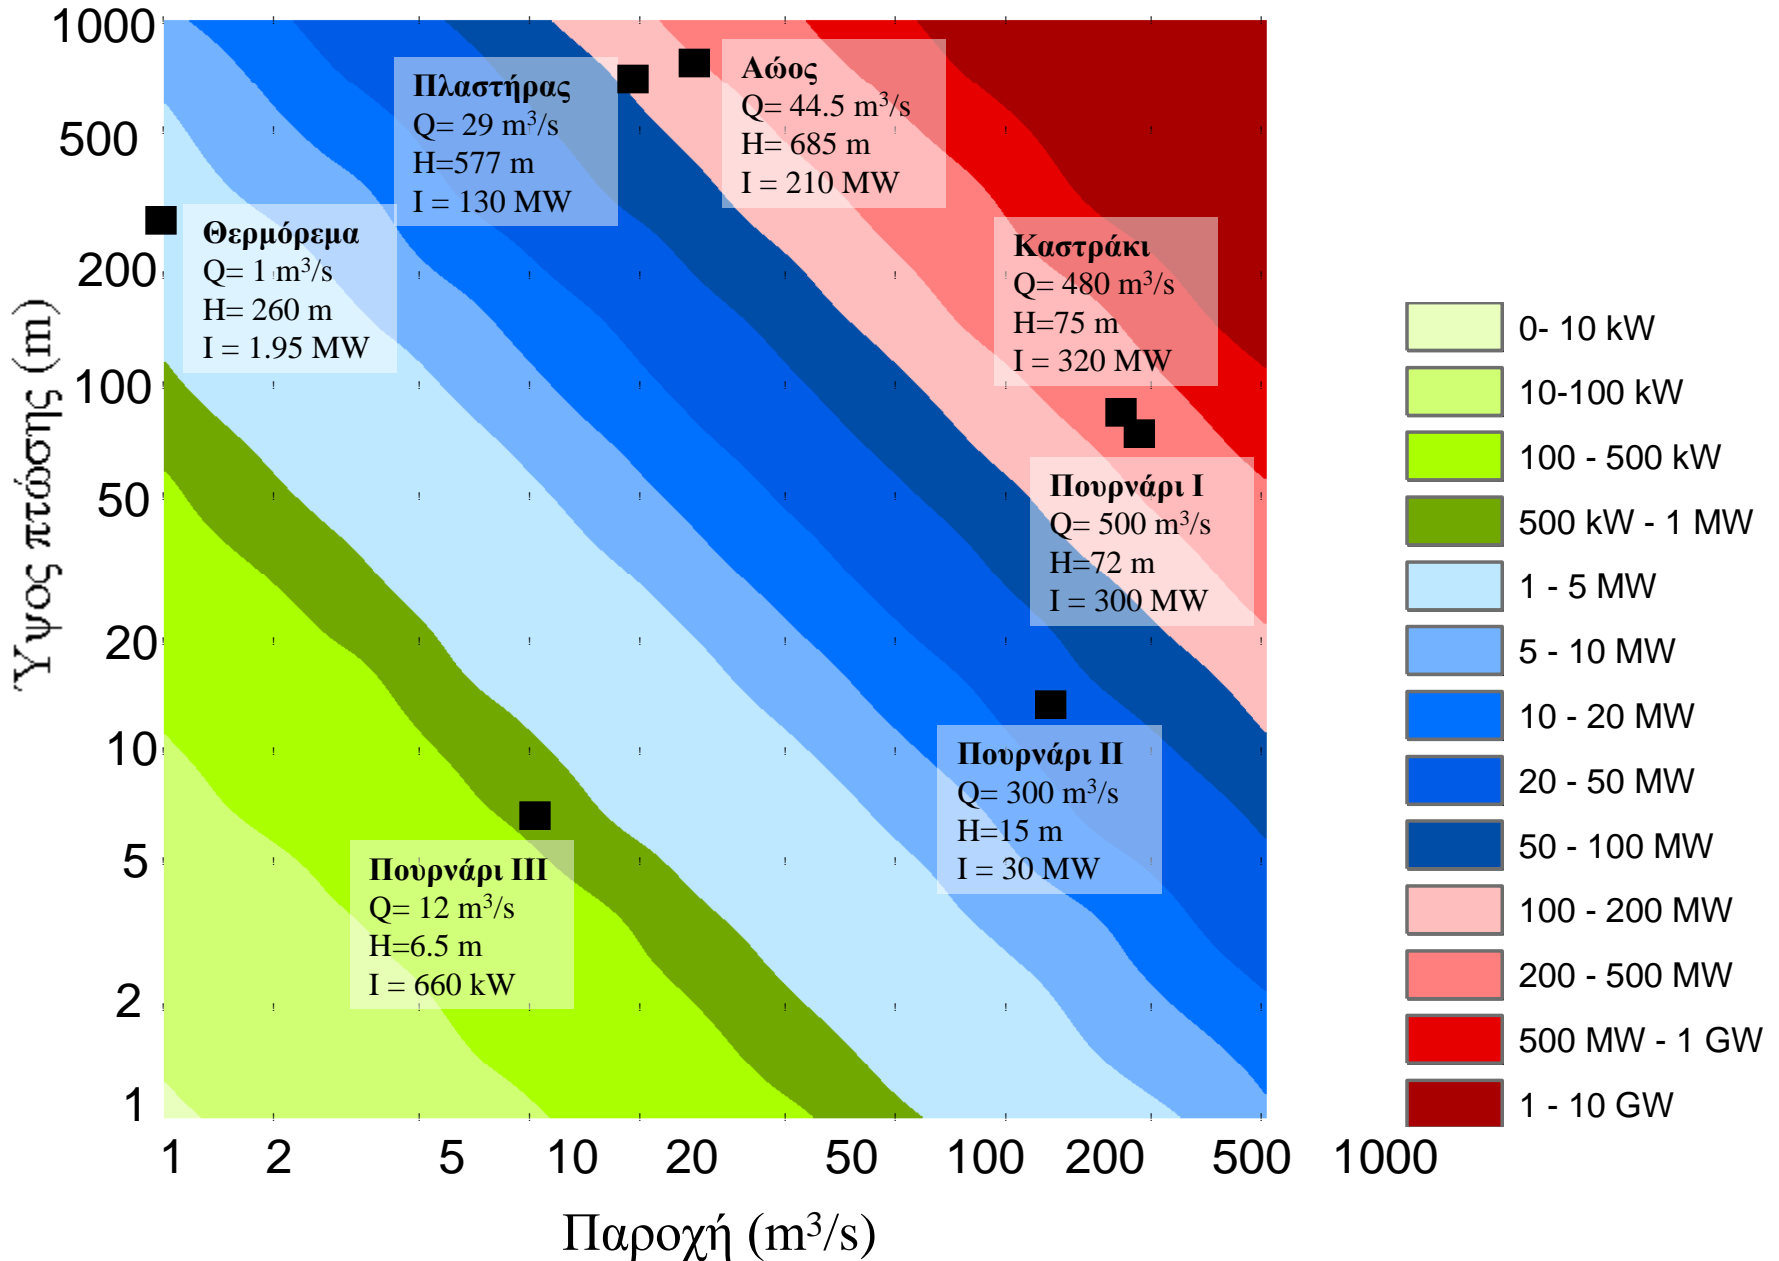 1000
500
200
100
50
20
10
5
2
1
Ύψος πτώσης (m)
Πλαστήρας
Q= 29 m³/s
H=577 m
I = 130 MW
Αώος
Q= 44.5 m³/s
H= 685 m
I = 210 MW
Θερμόρεμα
Q= 1 m³/s
H= 260 m
I = 1.95 MW
Καστράκι
Q= 480 m³/s
H=75 m
I = 320 MW
Πουρνάρι Ι
Q= 500 m³/s
H=72 m
I = 300 MW
Πουρνάρι ΙΙ
Q= 300 m³/s
H=15 m
I = 30 MW
Πουρνάρι ΙΙΙ
Q= 12 m³/s
H=6.5 m
I = 660 kW
1 2 5 10 20 50 100 200 500 1000
Παροχή (m³/s)
0- 10 kW
10-100 kW
100 - 500 kW
500 kW - 1 MW
1 - 5 MW
5 - 10 MW
10 - 20 MW
20 - 50 MW
50 - 100 MW
100 - 200 MW
200 - 500 MW
500 MW - 1 GW
1 - 10 GW